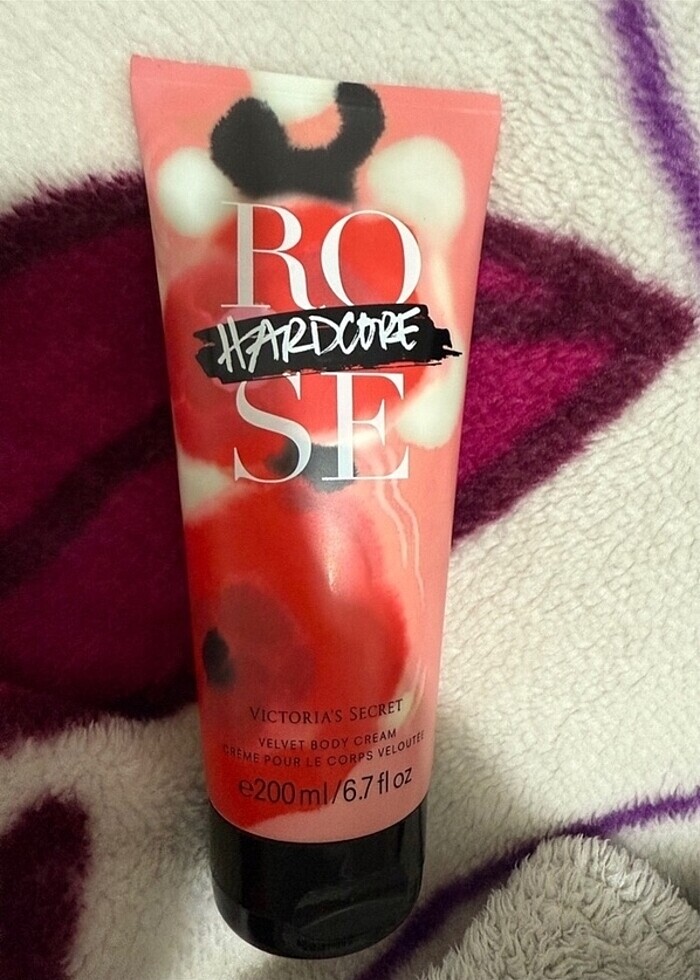 RO
HARDCORE
SE
VICTORIA'S SECRET
VELVET BODY CREAM
CRÈME POUR LE CORPS VELOUTÉE
e200 ml/6.7 fl oz